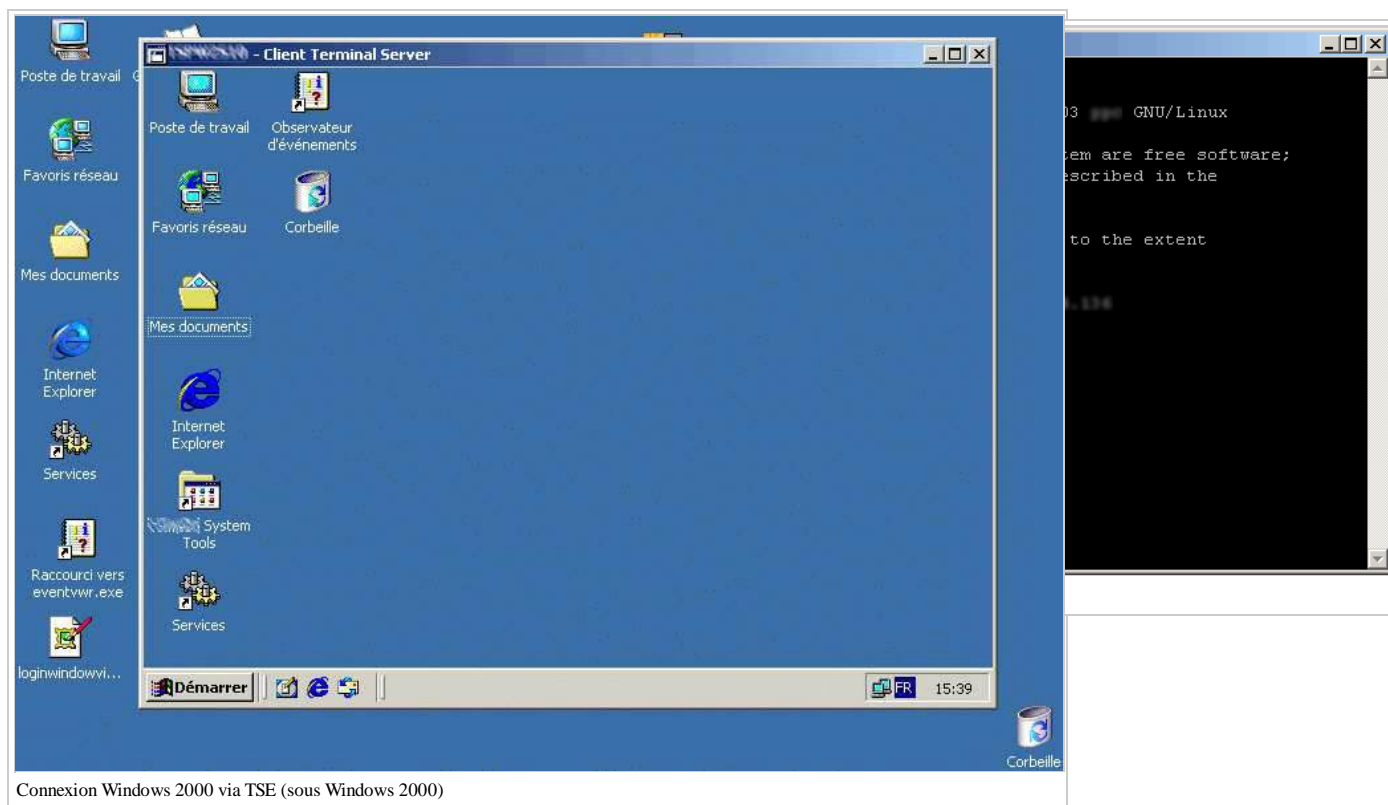 Poste de travail
Favoris réseau
Mes documents
Internet
Explorer
Services
Raccourci vers
eventvwr.exe
loginwindowvi...
- Client Terminal Server
Poste de travail
Observateur
d'événements
Favoris réseau
Corbeille
Mes documents
Internet
Explorer
System
Tools
Services
Démarrer
FR 15:39
Corbeille
GNU/Linux
are free software;
in the
to the extent
Connexion Windows 2000 via TSE (sous Windows 2000)